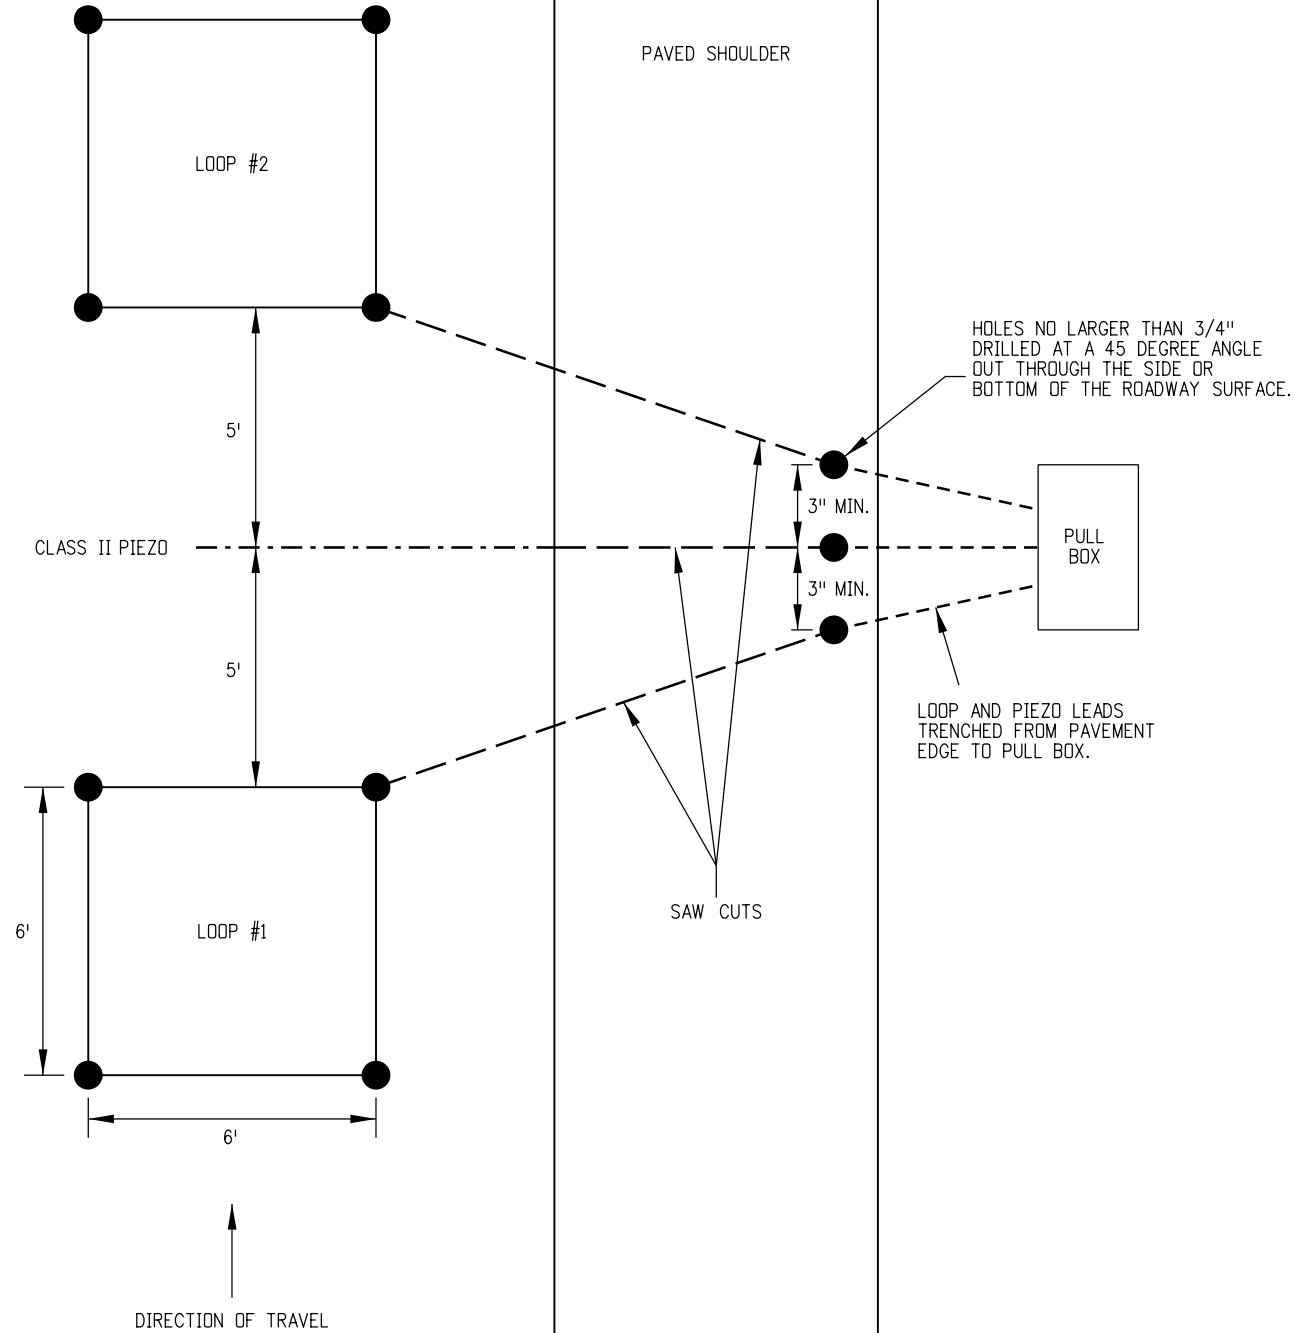 PAVED SHOULDER
LOOP #2
HOLES NO LARGER THAN 3/4"
DRILLED AT A 45 DEGREE ANGLE
OUT THROUGH THE SIDE OR
BOTTOM OF THE ROADWAY SURFACE.
5'
3" MIN.
CLASS II PIEZO
PULL
BOX
3" MIN.
5'
LOOP AND PIEZO LEADS
TRENCHED FROM PAVEMENT
EDGE TO PULL BOX.
SAW CUTS
6'
LOOP #1
6'
DIRECTION OF TRAVEL